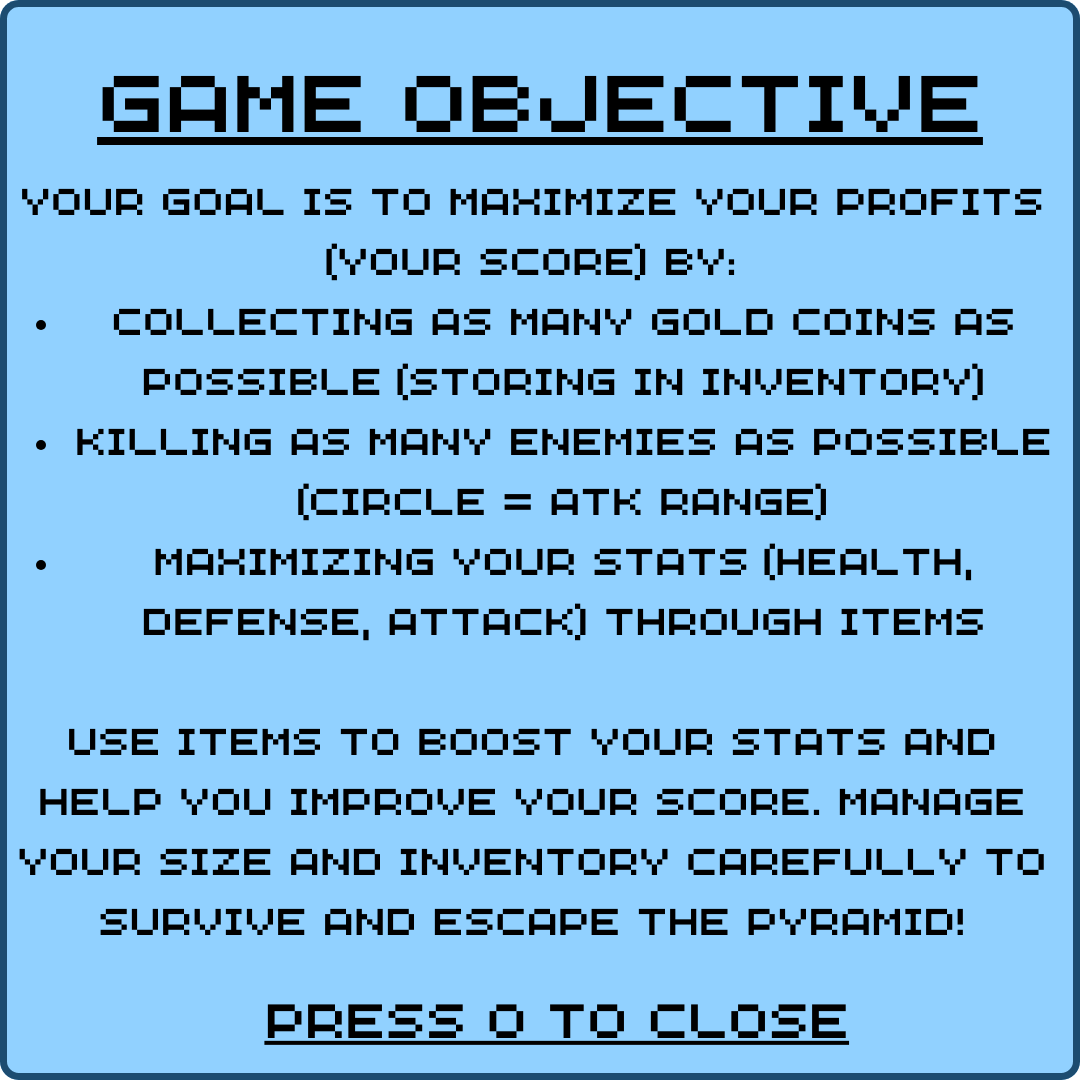 GAME OBJECTIVE
YOUR GOAL IS TO MAXIMIZE YOUR PROFITS
(YOUR SCORE) BY:
• COLLECTING AS MANY GOLD COINS AS
POSSIBLE (STORING IN INVENTORY)
• KILLING AS MANY ENEMIES AS POSSIBLE
(CIRCLE = ATK RANGE)
• MAXIMIZING YOUR STATS (HEALTH,
DEFENSE, ATTACK) THROUGH ITEMS
USE ITEMS TO BOOST YOUR STATS AND
HELP YOU IMPROVE YOUR SCORE. MANAGE
YOUR SIZE AND INVENTORY CAREFULLY TO
SURVIVE AND ESCAPE THE PYRAMID!
PRESS O TO CLOSE